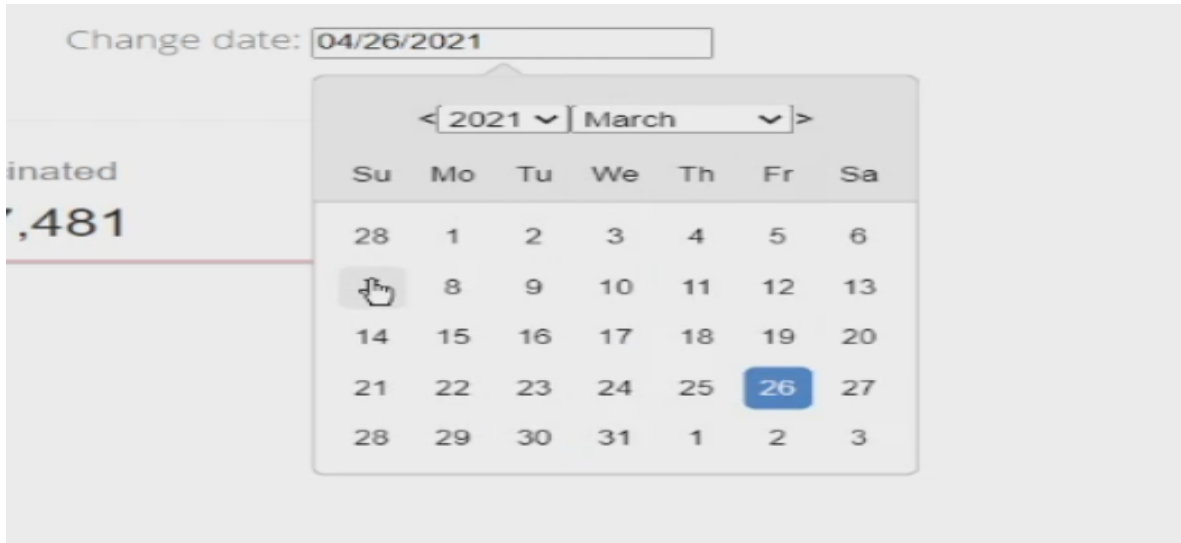 Change date: 04/26/2021
< 2021 March >
inated
Su Mo Tu We Th Fr Sa
,481
28 1 2 3 4 5 6
8 9 10 11 12 13
14 15 16 17 18 19 20
21 22 23 24 25 26 27
28 29 30 31 1 2 3